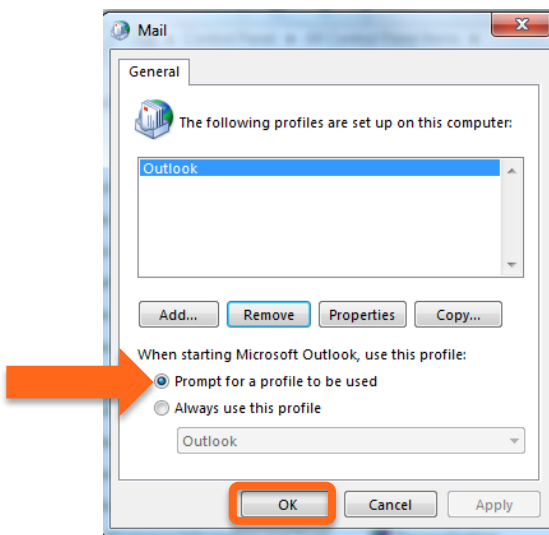 Mail
General
The following profiles are set up on this computer:
Outlook
Add... Remove Properties Copy...
When starting Microsoft Outlook, use this profile:
Prompt for a profile to be used
Always use this profile
Outlook
OK Cancel Apply